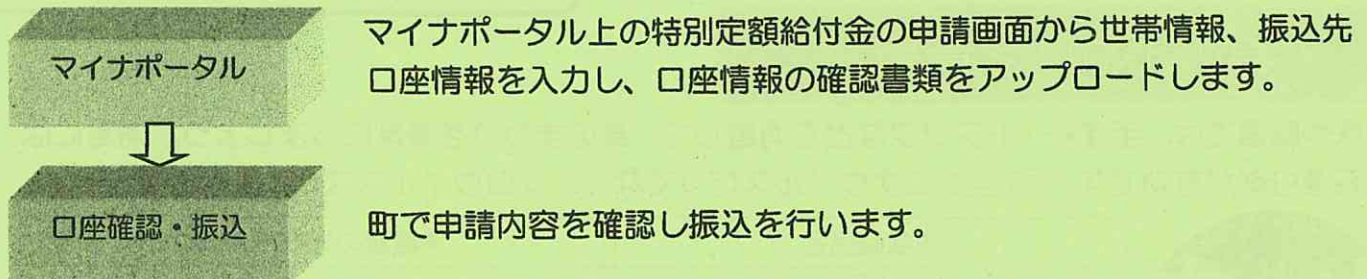 マイナポータル
マイナポータル上の特別定額給付金の申請画面から世帯情報、振込先
口座情報を入力し、口座情報の確認書類をアップロードします。
口座確認・振込
町で申請内容を確認し振込を行います。